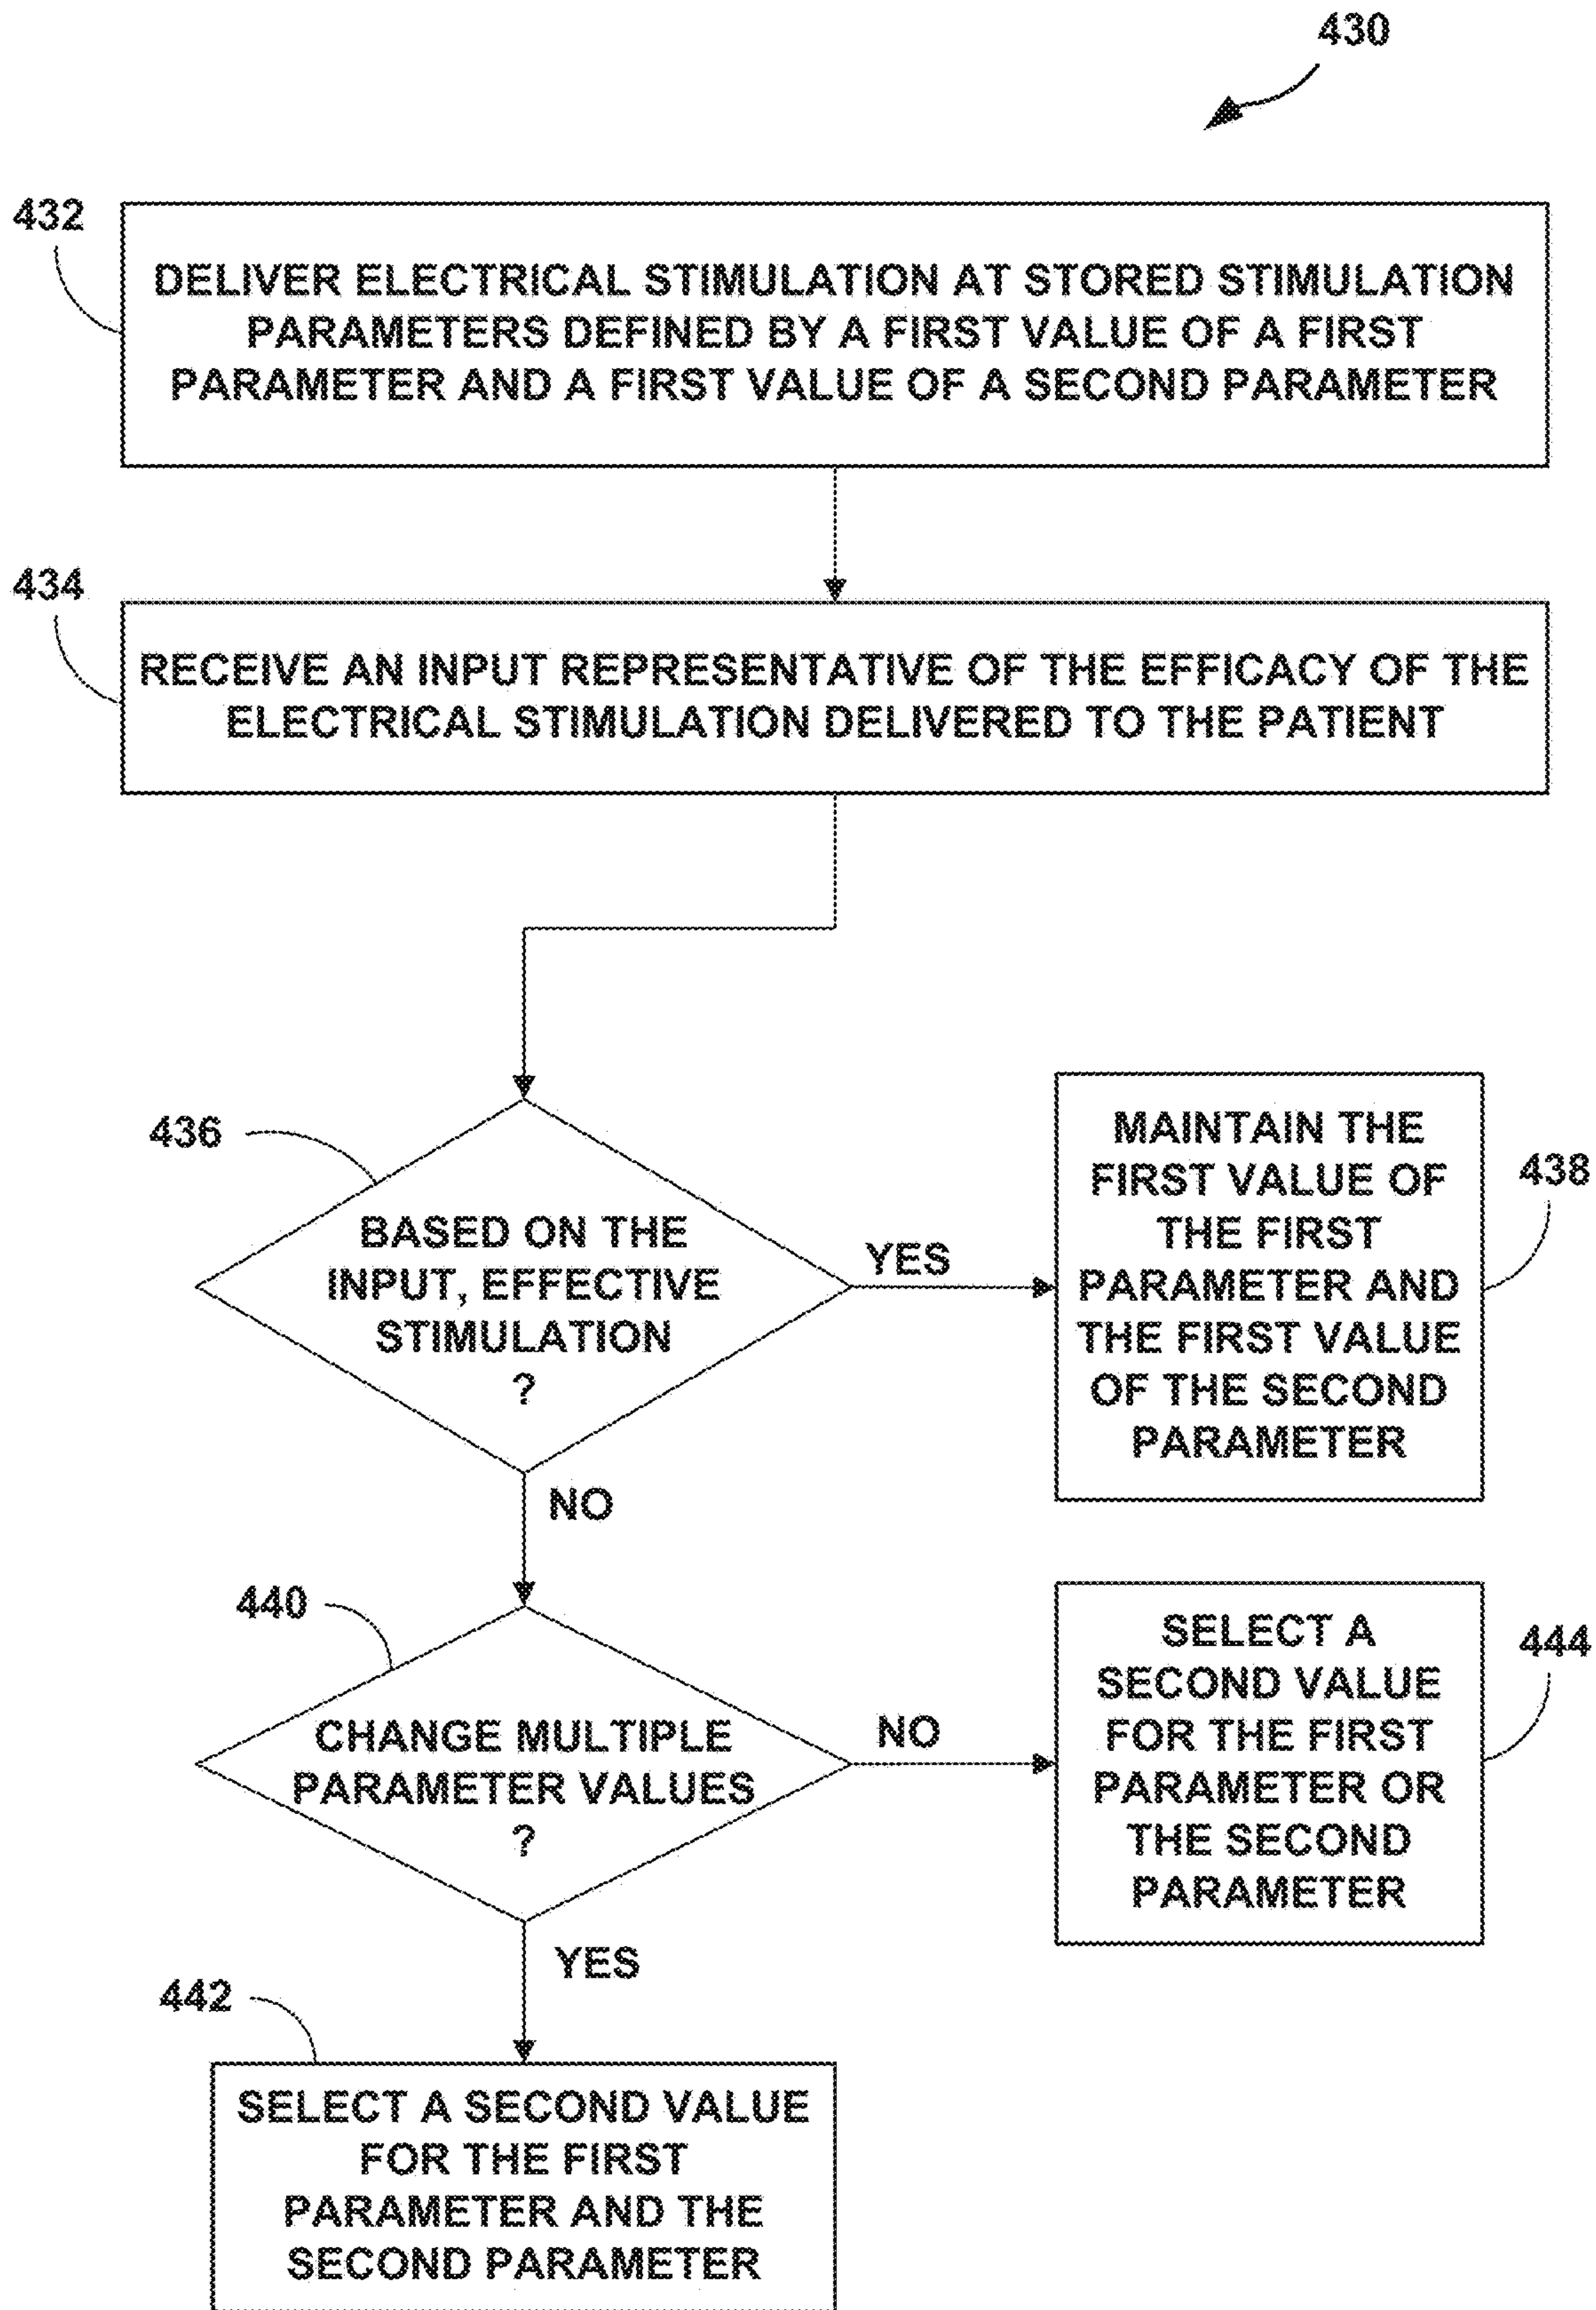 430
432
DELIVER ELECTRICAL STIMULATION AT STORED STIMULATION
PARAMETERS DEFINED BY A FIRST VALUE OF A FIRST
PARAMETER AND A FIRST VALUE OF A SECOND PARAMETER
434
RECEIVE AN INPUT REPRESENTATIVE OF THE EFFICACY OF THE
ELECTRICAL STIMULATION DELIVERED TO THE PATIENT
436
BASED ON THE
INPUT, EFFECTIVE
STIMULATION
?
YES
MAINTAIN THE
FIRST VALUE OF
THE FIRST
PARAMETER AND
THE FIRST VALUE
OF THE SECOND
PARAMETER
438
NO
440
CHANGE MULTIPLE
PARAMETER VALUES
?
NO
SELECT A
SECOND VALUE
FOR THE FIRST
PARAMETER OR
THE SECOND
PARAMETER
444
YES
442
SELECT A SECOND VALUE
FOR THE FIRST
PARAMETER AND THE
SECOND PARAMETER